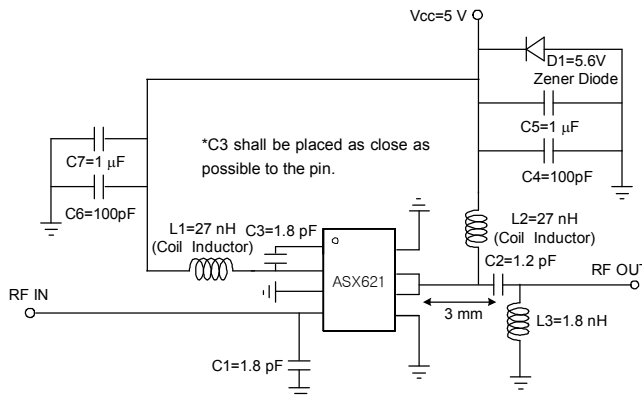 Vcc=5 V
D1=5.6V
Zener Diode
C5=1 μF
C4=100pF
*C3 shall be placed as close as
possible to the pin.
C7=1 μF
C6=100pF
L1=27 nH
(Coil Inductor)
C3=1.8 pF
L2=27 nH
(Coil Inductor)
C2=1.2 pF
ASX621
RF IN
RF OUT
3 mm
L3=1.8 nH
C1=1.8 pF